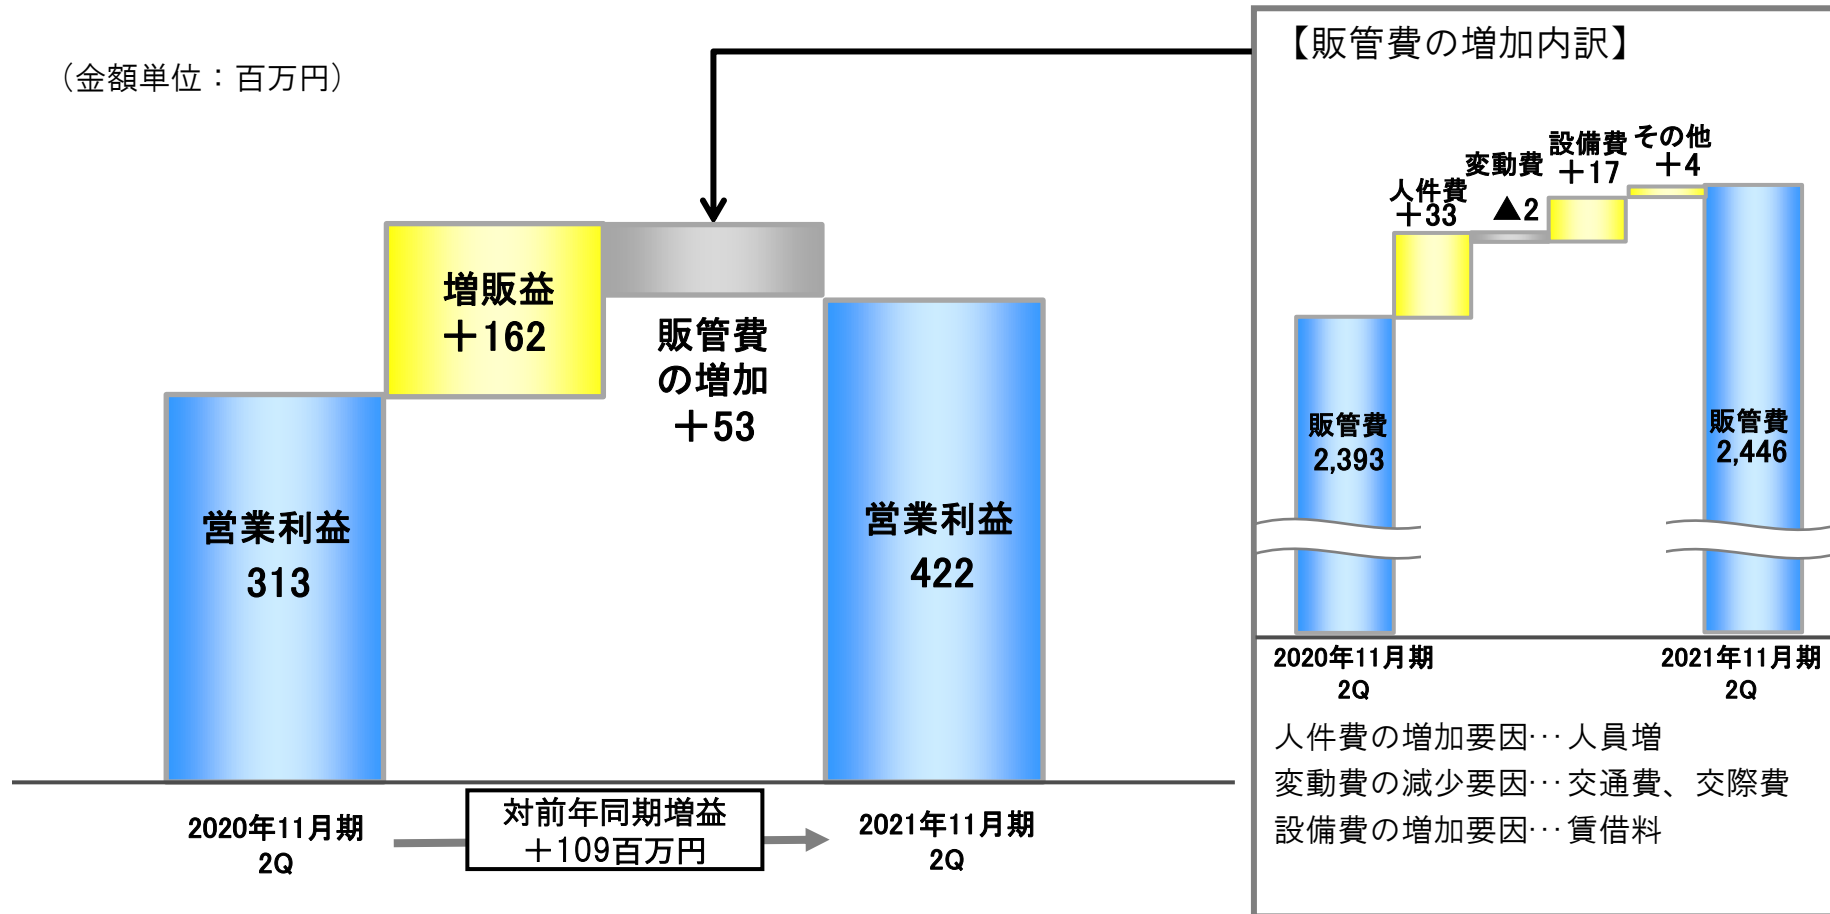 （金額単位：百万円）
増販益
＋162
販管費
の増加
＋53
営業利益
313
営業利益
422
2020年11月期
2Q
対前年同期増益
＋109百万円
2021年11月期
2Q
【販管費の増加内訳】
人件費
＋33
変動費
▲2
設備費
＋17
その他
＋4
販管費
2,393
販管費
2,446
2020年11月期
2Q
2021年11月期
2Q
人件費の増加要因…人員増
変動費の減少要因…交通費、交際費
設備費の増加要因…賃借料